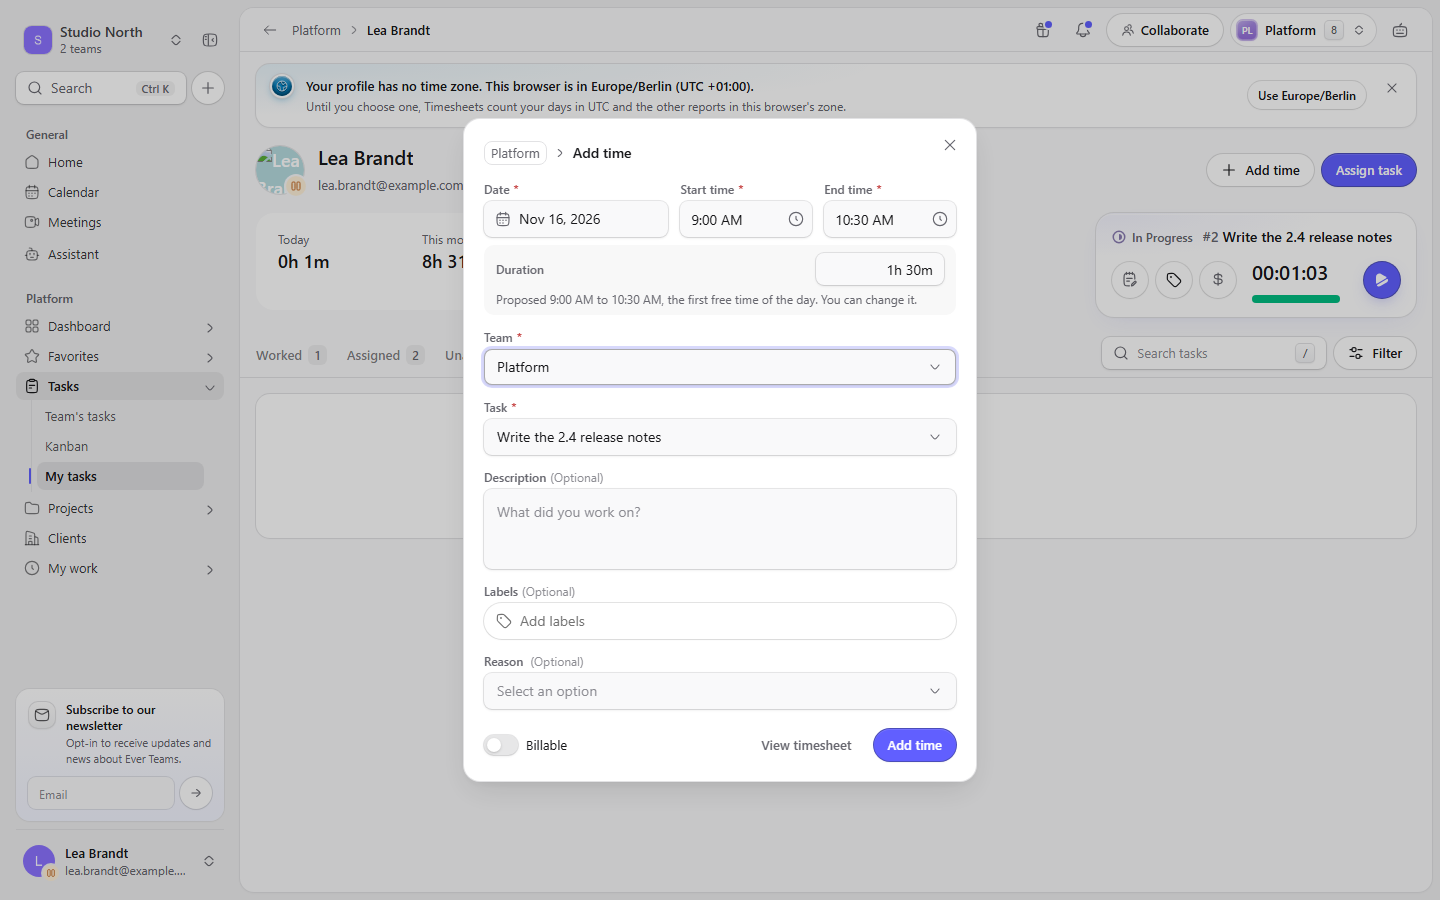 S
Studio North
2 teams
Search
Ctrl K
General
Home
Calendar
Meetings
Assistant
Platform
Dashboard
Favorites
Tasks
Team's tasks
Kanban
My tasks
Projects
Clients
My work
Subscribe to our
newsletter
Opt-in to receive updates and
news about Ever Teams.
Email
L
Lea Brandt
lea.brandt@example....
Platform
Lea Brandt
Collaborate
PL
Platform
8
Your profile has no time zone. This browser is in Europe/Berlin (UTC +01:00).
Until you choose one, Timesheets count your days in UTC and the other reports in this browser's zone.
Use Europe/Berlin
Lea
Lea Brandt
lea.brandt@example.com
Add time
Assign task
Today
0h 1m
This mo
8h 31
In Progress
#2 Write the 2.4 release notes
$
00:01:03
Worked
1
Assigned
2
Search tasks
/
Filter
Platform
Add time
Date *
Start time *
End time *
Nov 16, 2026
9:00 AM
10:30 AM
Duration
1h 30m
Proposed 9:00 AM to 10:30 AM, the first free time of the day. You can change it.
Team *
Platform
Task *
Write the 2.4 release notes
Description (Optional)
What did you work on?
Labels (Optional)
Add labels
Reason (Optional)
Select an option
Billable
View timesheet
Add time